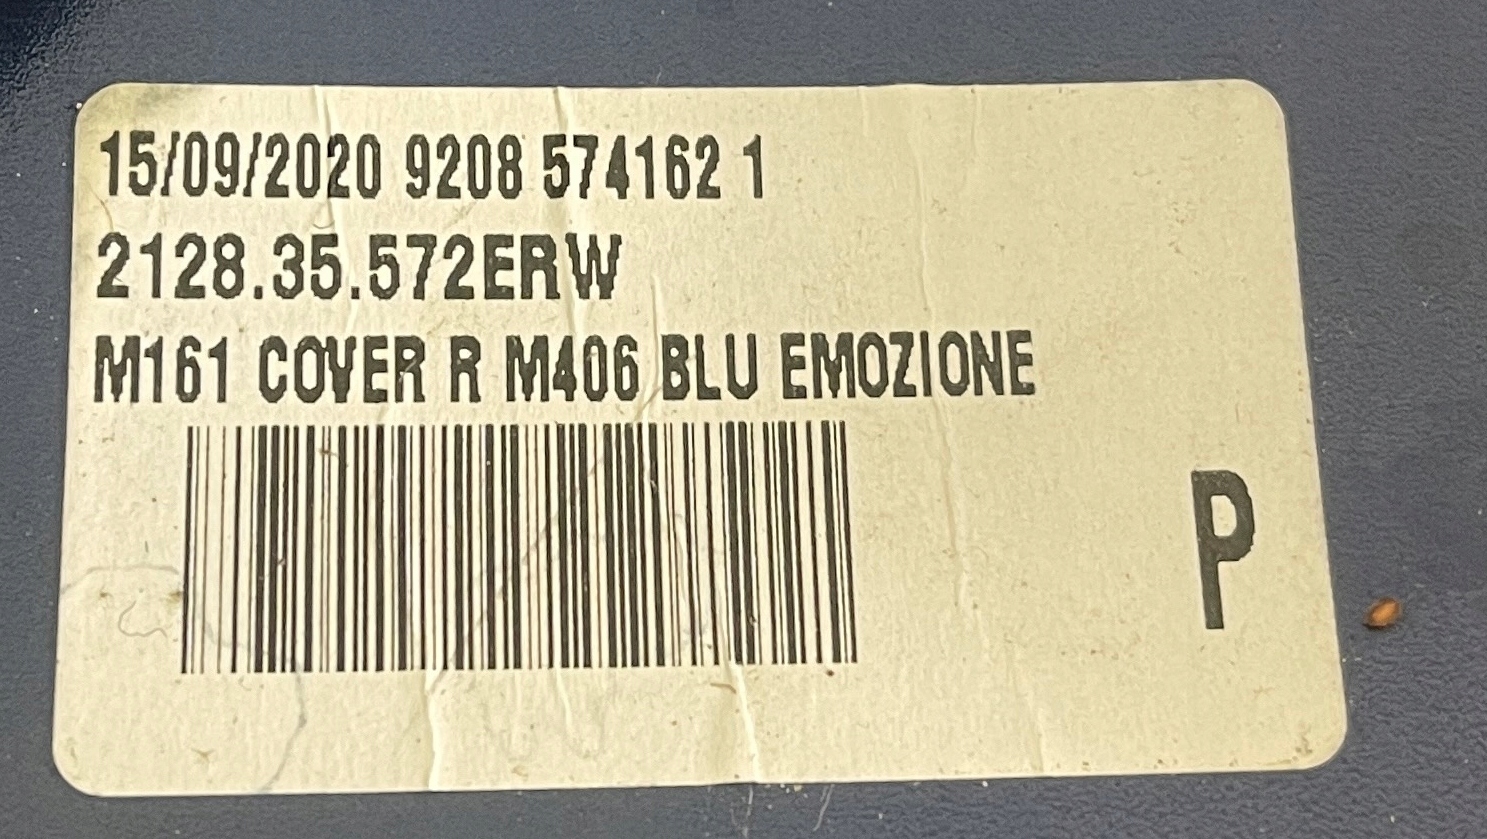 15/09/2020 9208 574162 1
2128.35.572ERW
M161 COVER R M406 BLU EMOZIONE
P